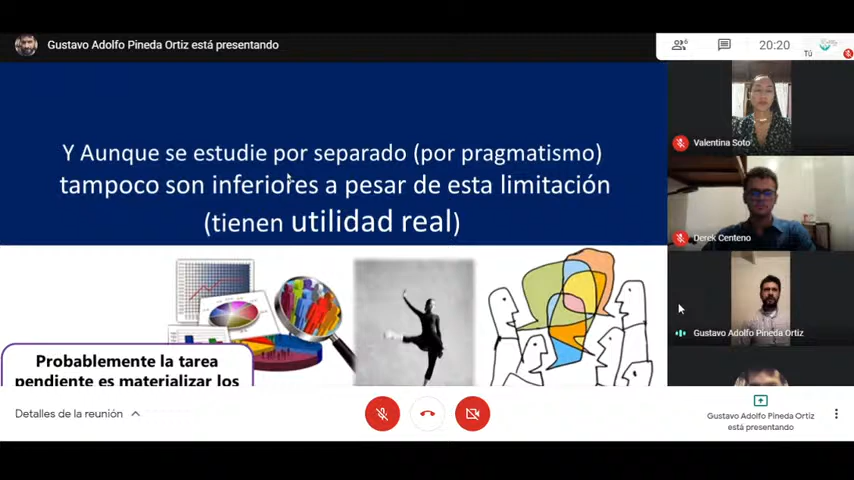 Gustavo Adolfo Pineda Ortiz está presentando
6
20:20
Tú
Y Aunque se estudie por separado (por pragmatismo)
tampoco son inferiores a pesar de esta limitación
(tienen utilidad real)
Valentina Soto
Derek Centeno
Gustavo Adolfo Pineda Ortiz
Probablemente la tarea
pendiente es materializar los
Detalles de la reunión
Gustavo Adolfo Pineda Ortiz
está presentando